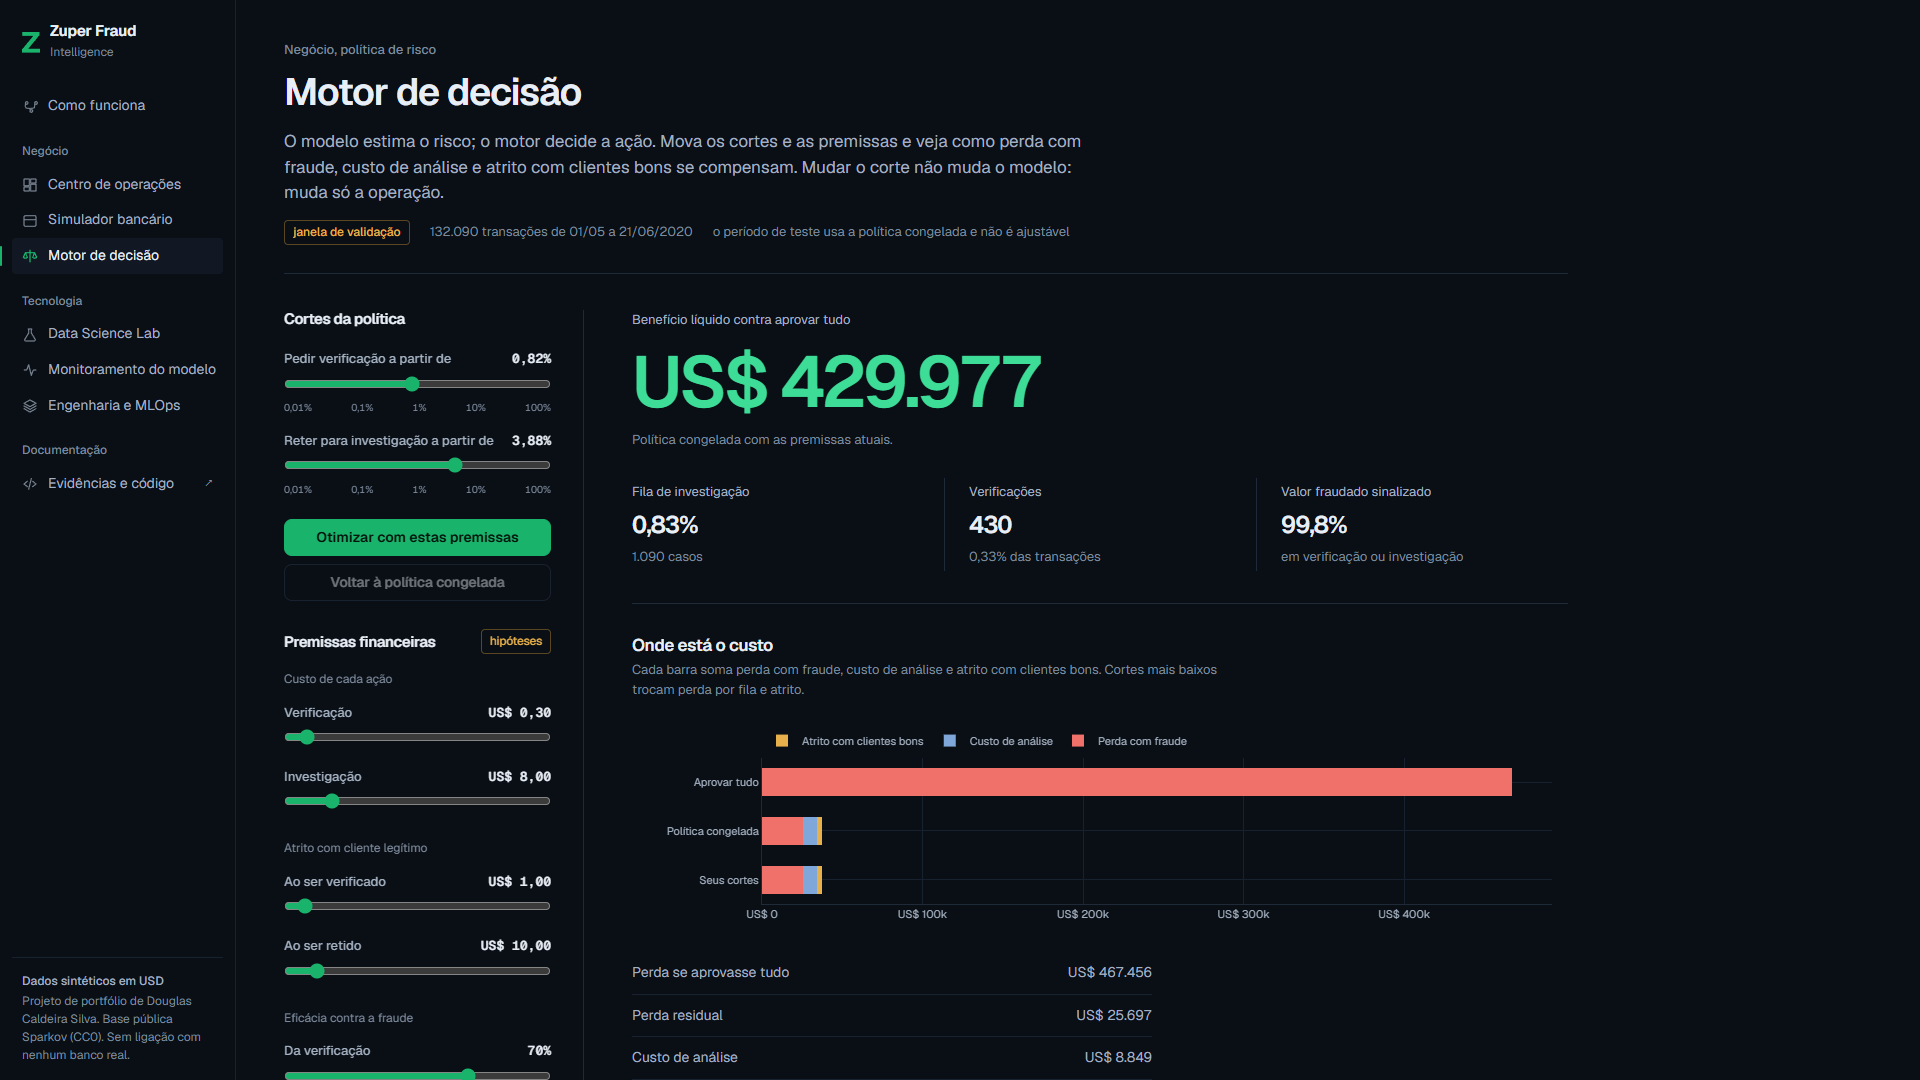 Zuper Fraud
Intelligence
Como funciona
Negócio
Centro de operações
Simulador bancário
Motor de decisão
Tecnologia
Data Science Lab
Monitoramento do modelo
Engenharia e MLOps
Documentação
Evidências e código ↗
Dados sintéticos em USD
Projeto de portfólio de Douglas
Caldeira Silva. Base pública
Sparkov (CC0). Sem ligação com
nenhum banco real.
Negócio, política de risco
Motor de decisão
O modelo estima o risco; o motor decide a ação. Mova os cortes e as premissas e veja como perda com
fraude, custo de análise e atrito com clientes bons se compensam. Mudar o corte não muda o modelo:
muda só a operação.
janela de validação 132.090 transações de 01/05 a 21/06/2020 o período de teste usa a política congelada e não é ajustável
Cortes da política
Pedir verificação a partir de 0,82%
0,01% 0,1% 1% 10% 100%
Reter para investigação a partir de 3,88%
0,01% 0,1% 1% 10% 100%
Otimizar com estas premissas
Voltar à política congelada
Premissas financeiras hipóteses
Custo de cada ação
Verificação US$ 0,30
Investigação US$ 8,00
Atrito com cliente legítimo
Ao ser verificado US$ 1,00
Ao ser retido US$ 10,00
Eficácia contra a fraude
Da verificação 70%
Benefício líquido contra aprovar tudo
US$ 429.977
Política congelada com as premissas atuais.
Fila de investigação
0,83%
1.090 casos
Verificações
430
0,33% das transações
Valor fraudado sinalizado
99,8%
em verificação ou investigação
Onde está o custo
Cada barra soma perda com fraude, custo de análise e atrito com clientes bons. Cortes mais baixos
trocam perda por fila e atrito.
Atrito com clientes bons Custo de análise Perda com fraude
Aprovar tudo
Política congelada
Seus cortes
US$ 0 US$ 100k US$ 200k US$ 300k US$ 400k
Perda se aprovasse tudo US$ 467.456
Perda residual US$ 25.697
Custo de análise US$ 8.849